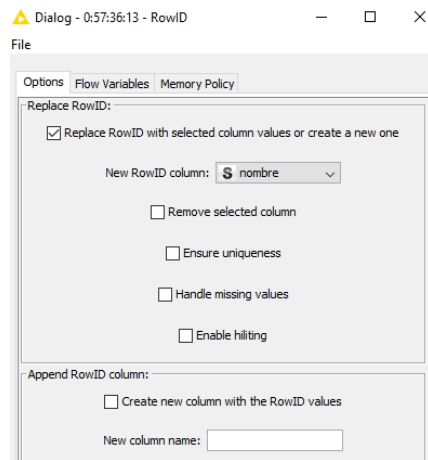 Dialog - 0:57:36:13 - RowID
File
Options Flow Variables Memory Policy
Replace RowID:
Replace RowID with selected column values or create a new one
New RowID column: S nombre
Remove selected column
Ensure uniqueness
Handle missing values
Enable hiliting
Append RowID column:
Create new column with the RowID values
New column name: